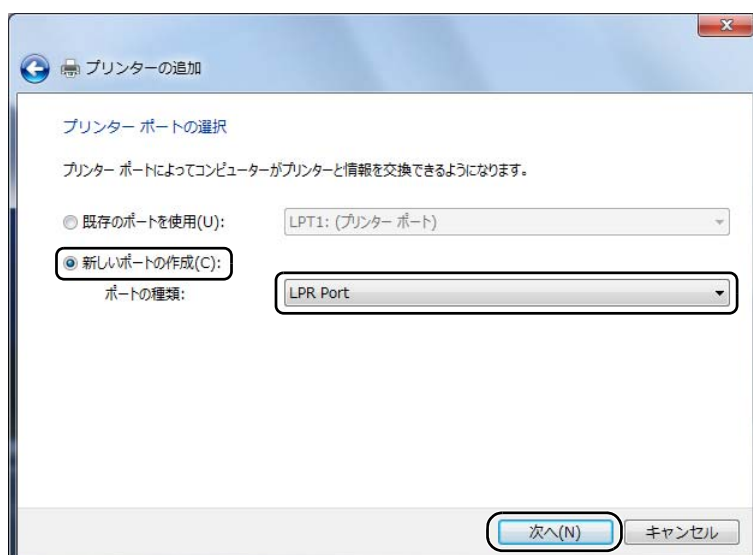 プリンターの追加
プリンター ポートの選択
プリンター ポートによってコンピューターがプリンターと情報を交換できるようになります。
既存のポートを使用(U): LPT1: (プリンター ポート)
新しいポートの作成(C):
ポートの種類: LPR Port
次へ(N) キャンセル